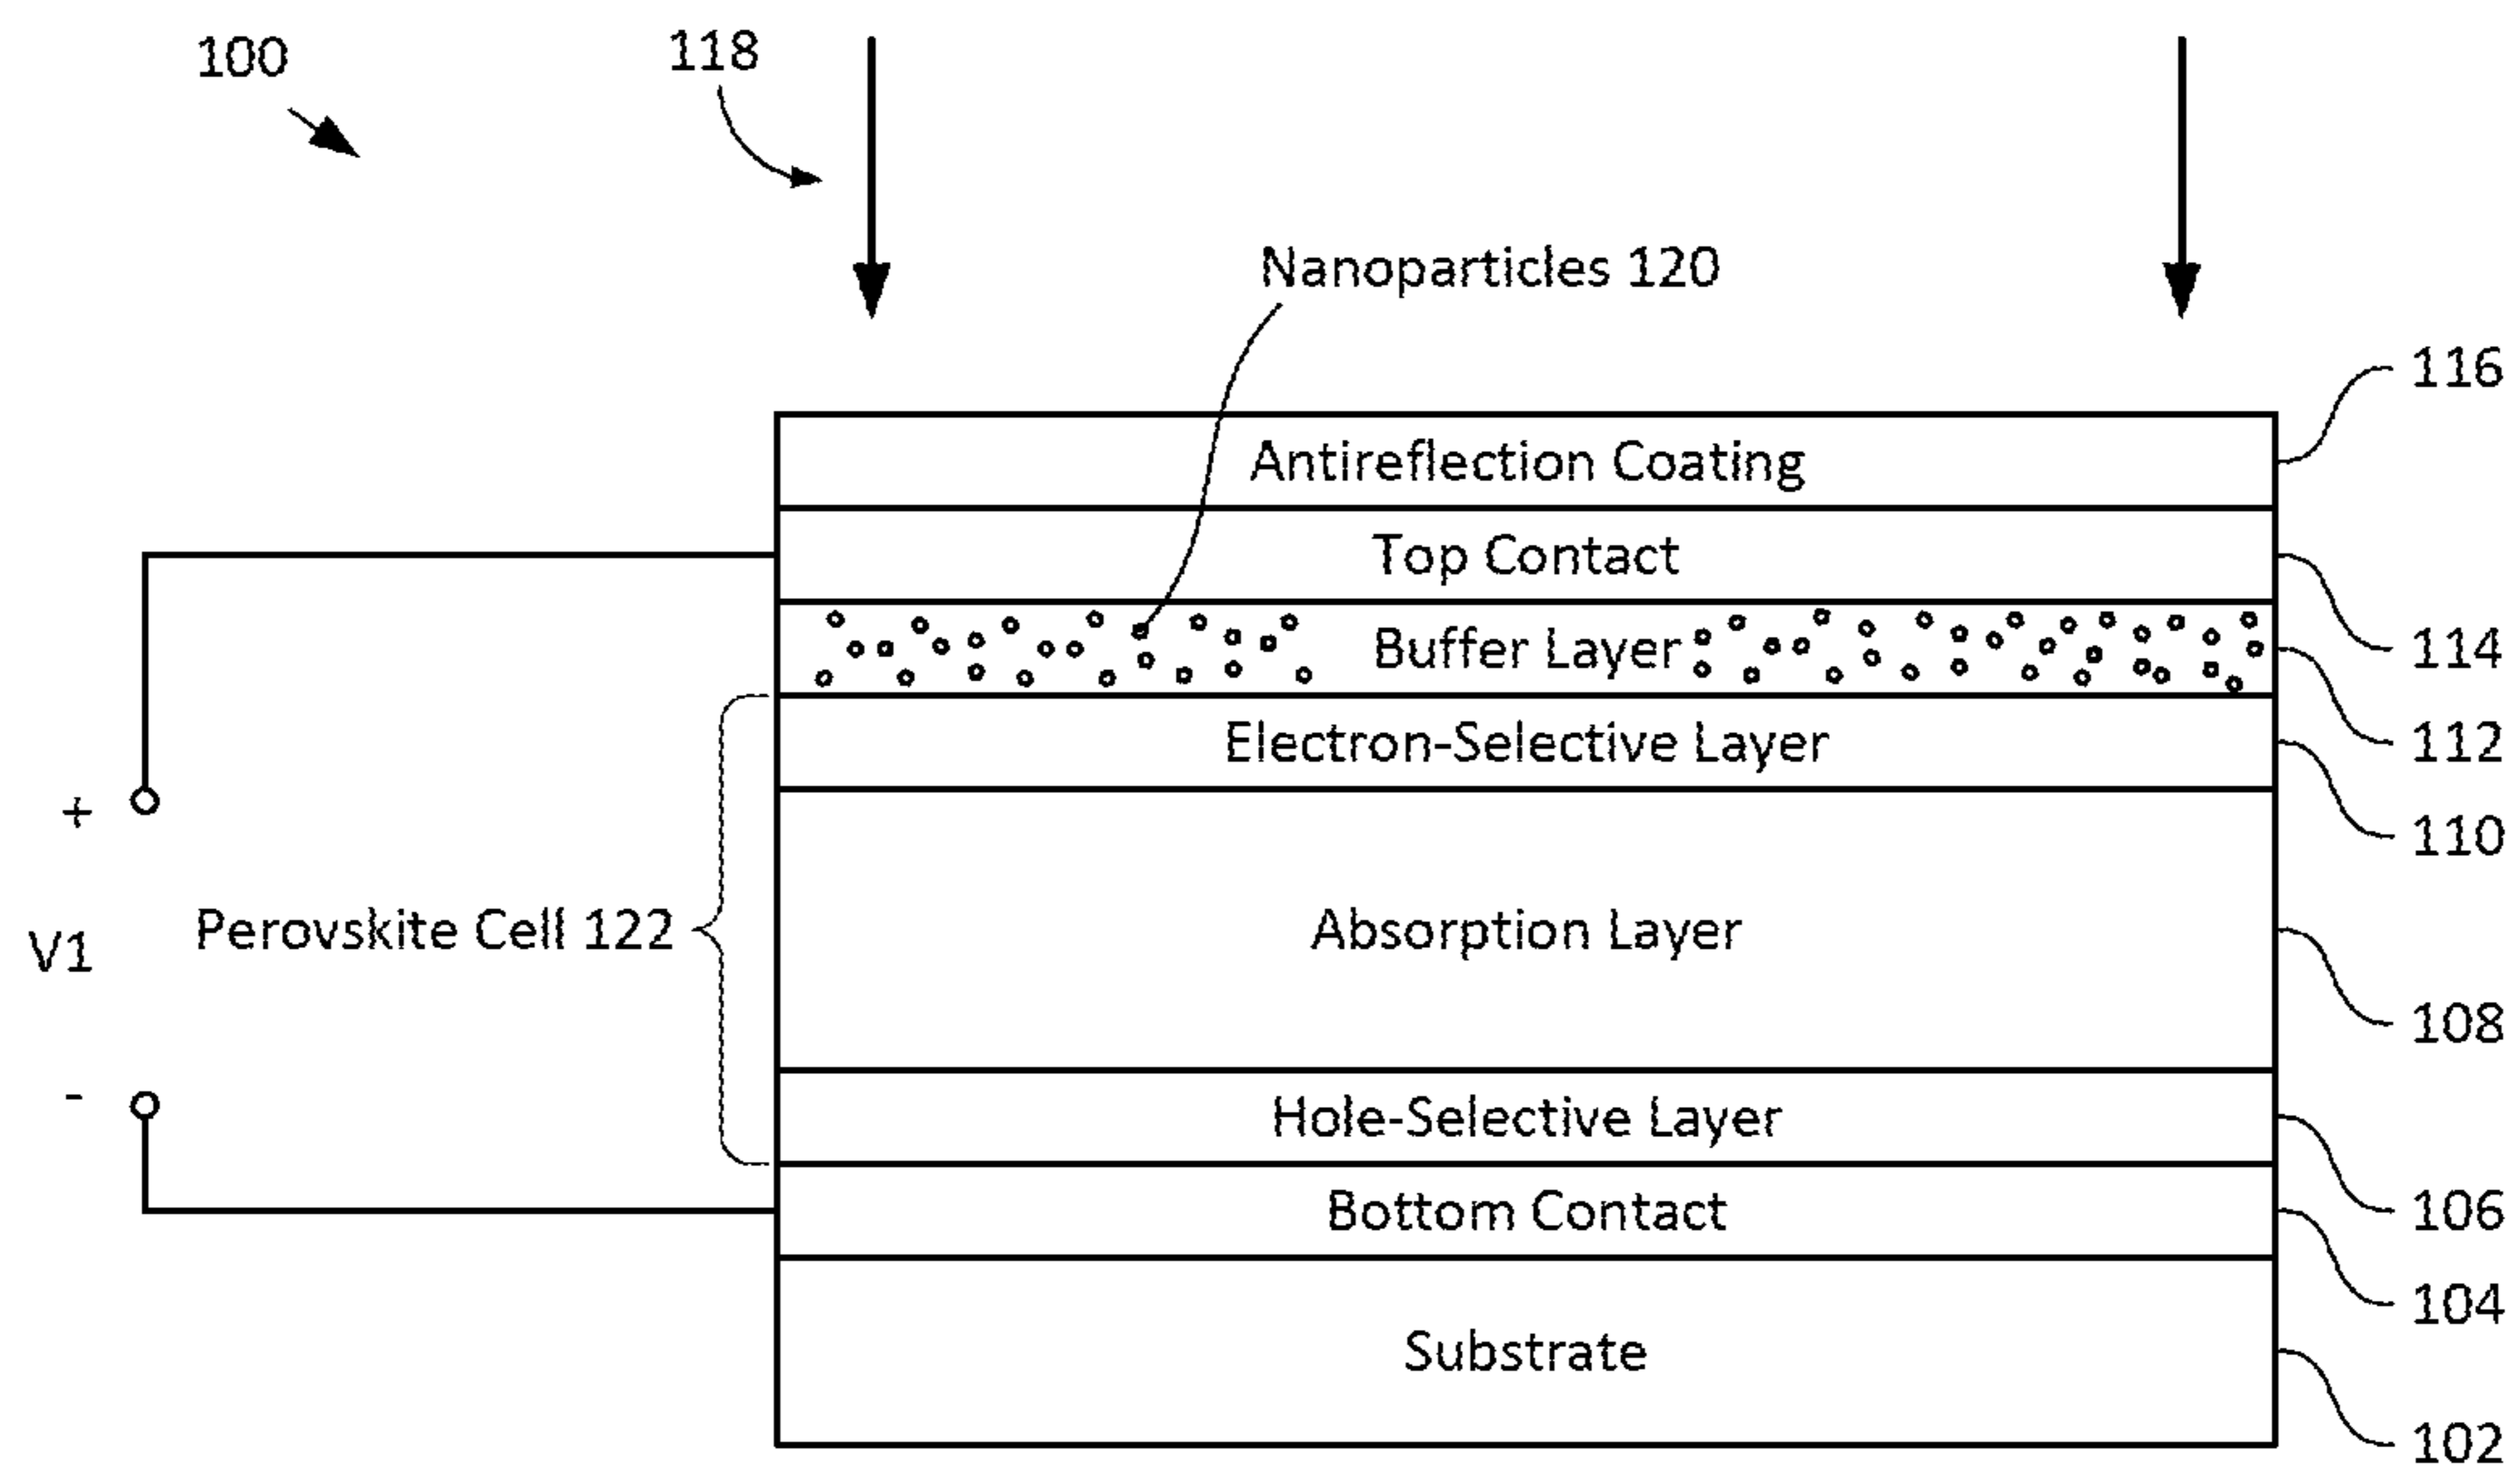 100
118
Nanoparticles 120
116
Antireflection Coating
Top Contact
114
Buffer Layer
112
Electron-Selective Layer
110
+
V1
-
Perovskite Cell 122
Absorption Layer
108
Hole-Selective Layer
106
Bottom Contact
104
Substrate
102